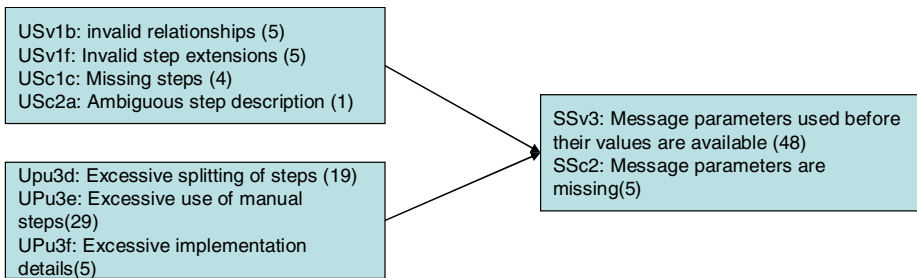 USv1b: invalid relationships (5)
USv1f: Invalid step extensions (5)
USc1c: Missing steps (4)
USc2a: Ambiguous step description (1)
Upu3d: Excessive splitting of steps (19)
UPu3e: Excessive use of manual
steps(29)
UPu3f: Excessive implementation
details(5)
SSv3: Message parameters used before
their values are available (48)
SSc2: Message parameters are
missing(5)